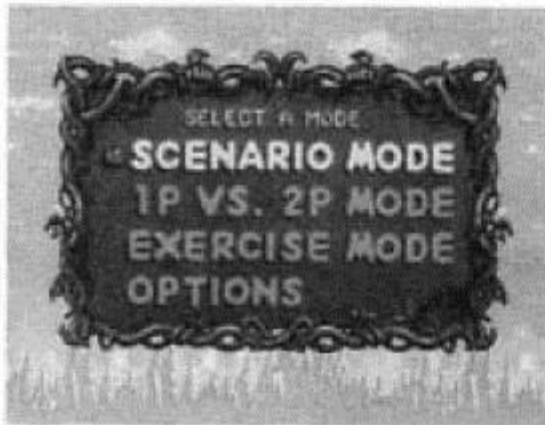 SELECT A MODE
SCENARIO MODE
1P VS. 2P MODE
EXERCISE MODE
OPTIONS